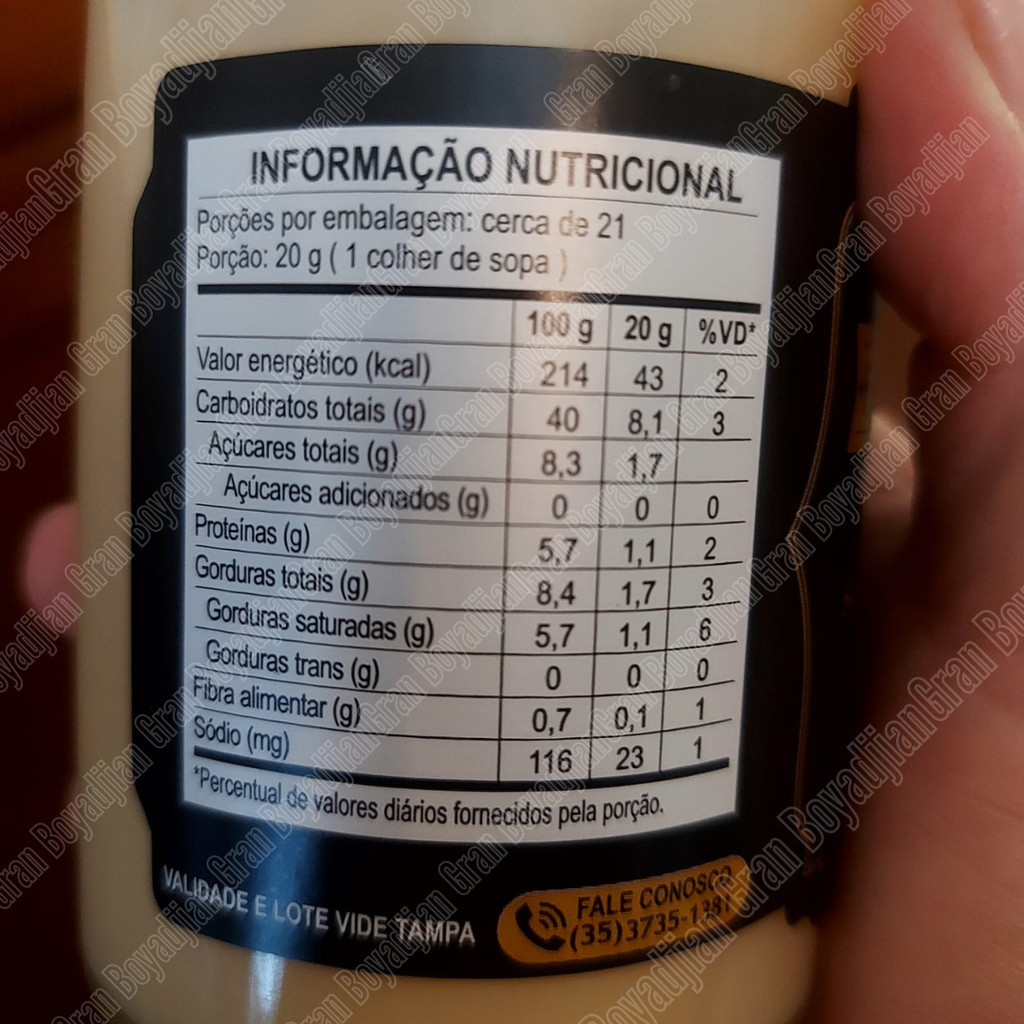 INFORMAÇÃO NUTRICIONAL
Porções por embalagem: cerca de 21
Porção: 20 g ( 1 colher de sopa )
100 g 20 g %VD*
Valor energético (kcal) 214 43 2
Carboidratos totais (g) 40 8,1 3
Açúcares totais (g) 8,3 1,7
Açúcares adicionados (g) 0 0 0
Proteínas (g) 5,7 1,1 2
Gorduras totais (g) 8,4 1,7 3
Gorduras saturadas (g) 5,7 1,1 6
Gorduras trans (g) 0 0 0
Fibra alimentar (g) 0,7 0,1 1
Sódio (mg) 116 23 1
*Percentual de valores diários fornecidos pela porção.
VALIDADE E LOTE VIDE TAMPA
FALE CONOSCO
(35)3735-1381
Gran Boyadjian